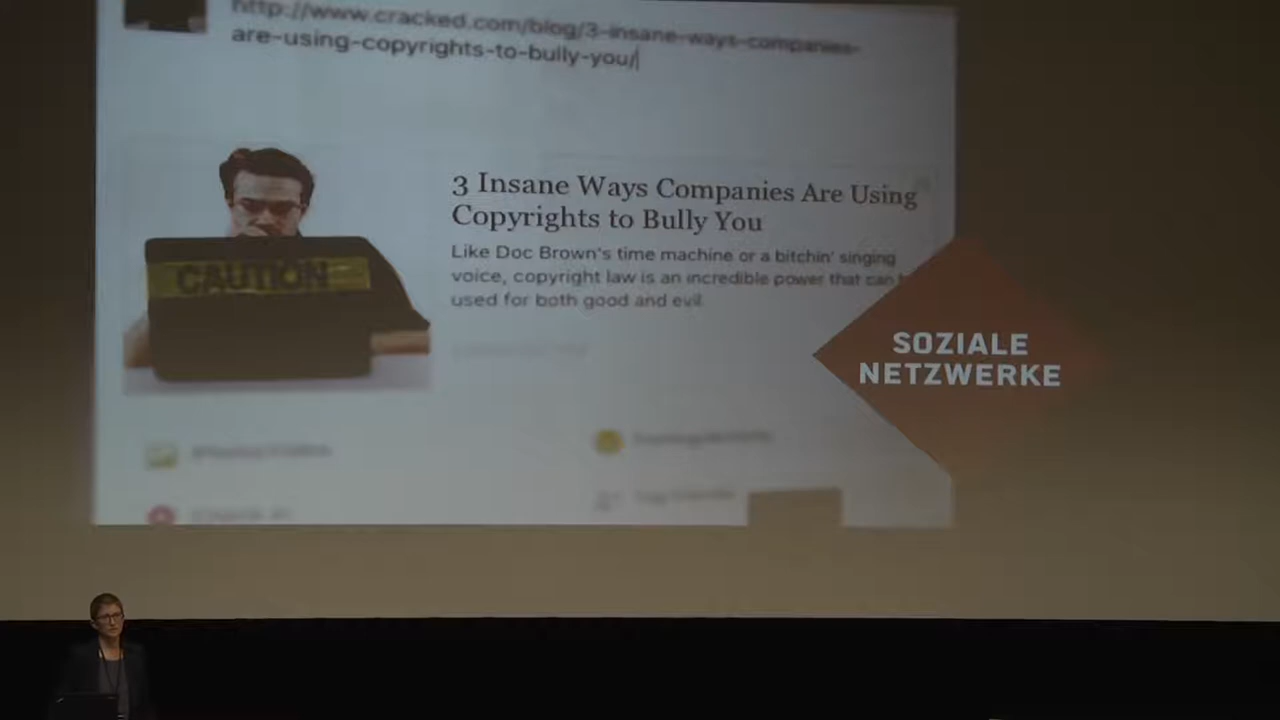 http://www.cracked.com/blog/3-insane-ways-companies-
are-using-copyrights-to-bully-you/
CAUTION
3 Insane Ways Companies Are Using
Copyrights to Bully You
Like Doc Brown's time machine or a bitchin' singing
voice, copyright law is an incredible power that can
used for both good and evil.
SOZIALE
NETZWERKE